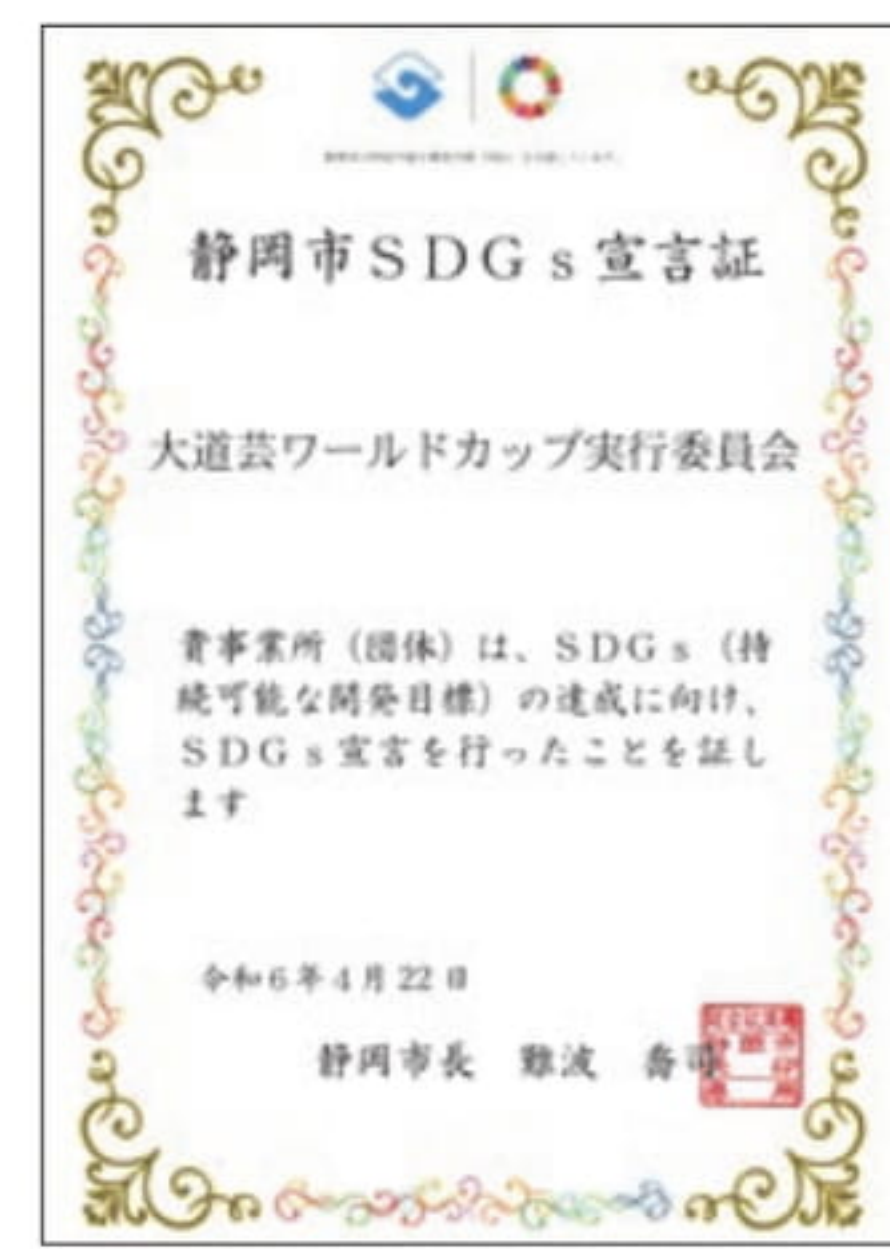 静岡市ＳＤＧｓ宣言証
大道芸ワールドカップ実行委員会
貴事業所（団体）は、ＳＤＧｓ（持
続可能な開発目標）の達成に向け、
ＳＤＧｓ宣言を行ったことを証し
ます
令和６年４月22日
静岡市長　難波　喬司